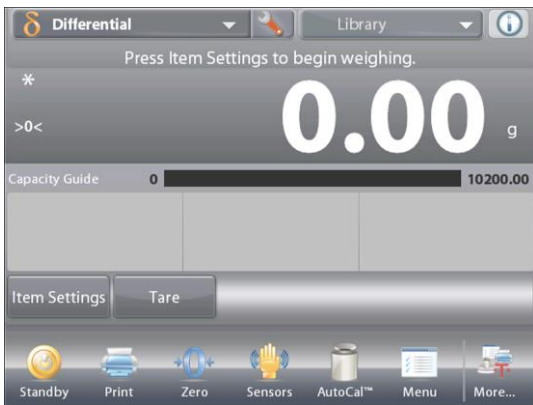 δ Differential Library
Press Item Settings to begin weighing.
*
>0< 0.00 g
Capacity Guide 0 10200.00
Item Settings Tare
Standby Print Zero Sensors AutoCal™ Menu More...